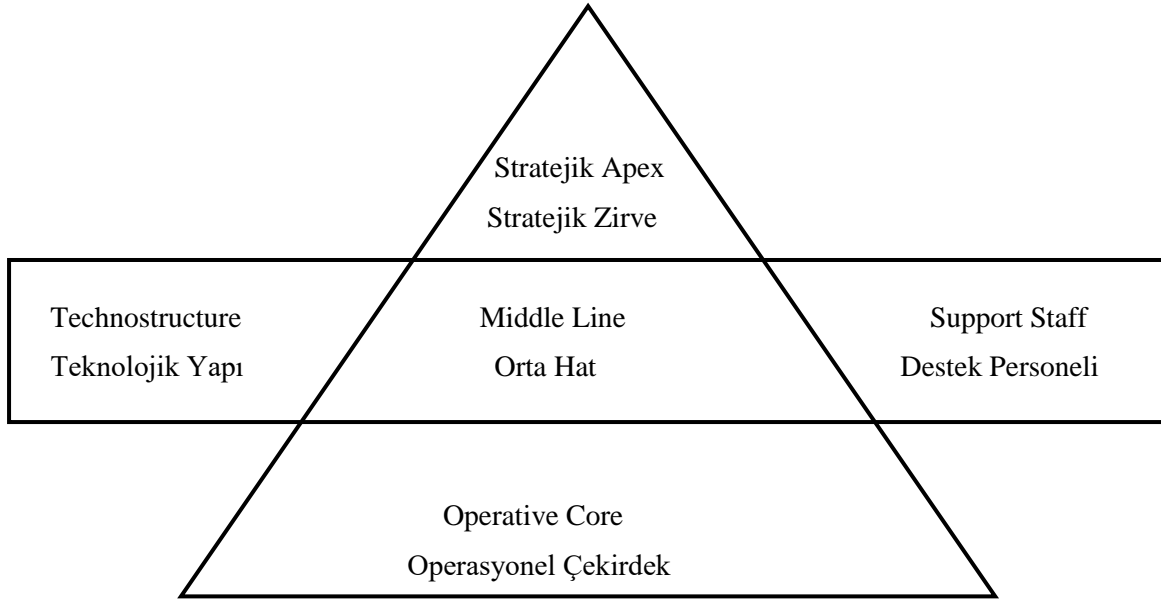 Stratejik Apex
Stratejik Zirve
Technostructure
Teknolojik Yapı
Middle Line
Orta Hat
Support Staff
Destek Personeli
Operative Core
Operasyonel Çekirdek